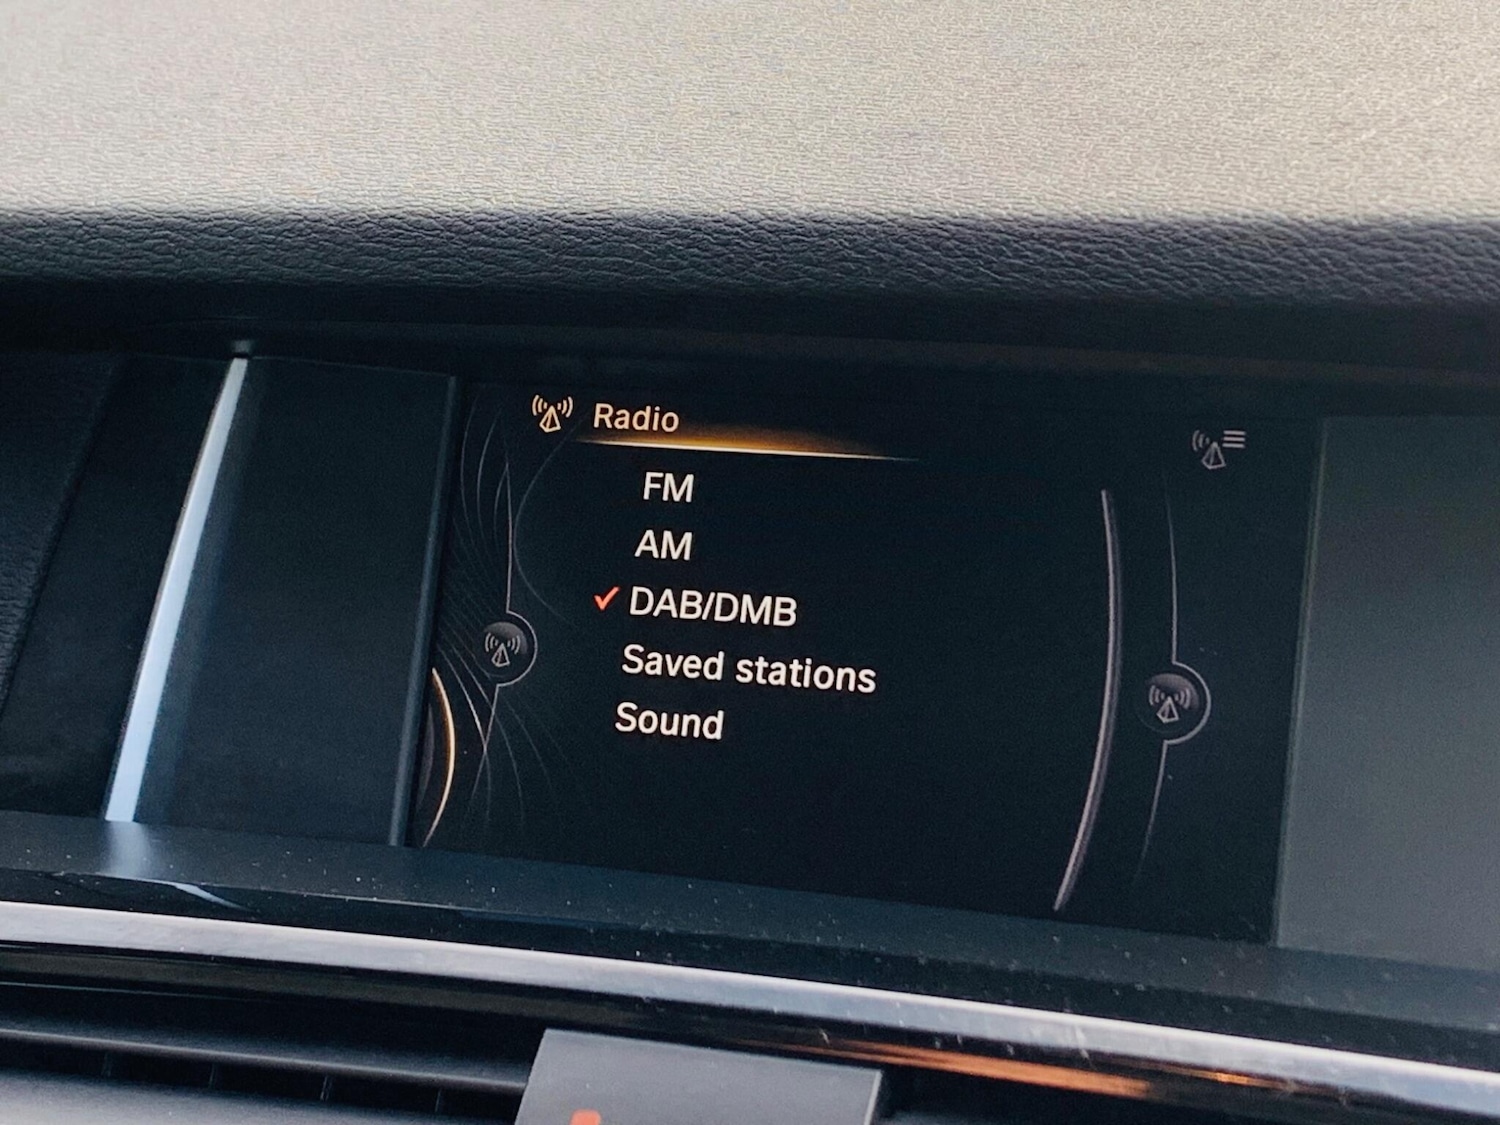 Radio
FM
AM
DAB/DMB
Saved stations
Sound